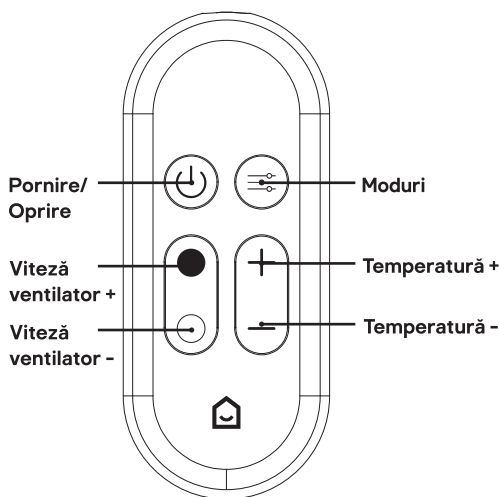 Pornire/
Oprire
Moduri
Viteză
ventilator +
Temperatură +
Viteză
ventilator -
Temperatură -